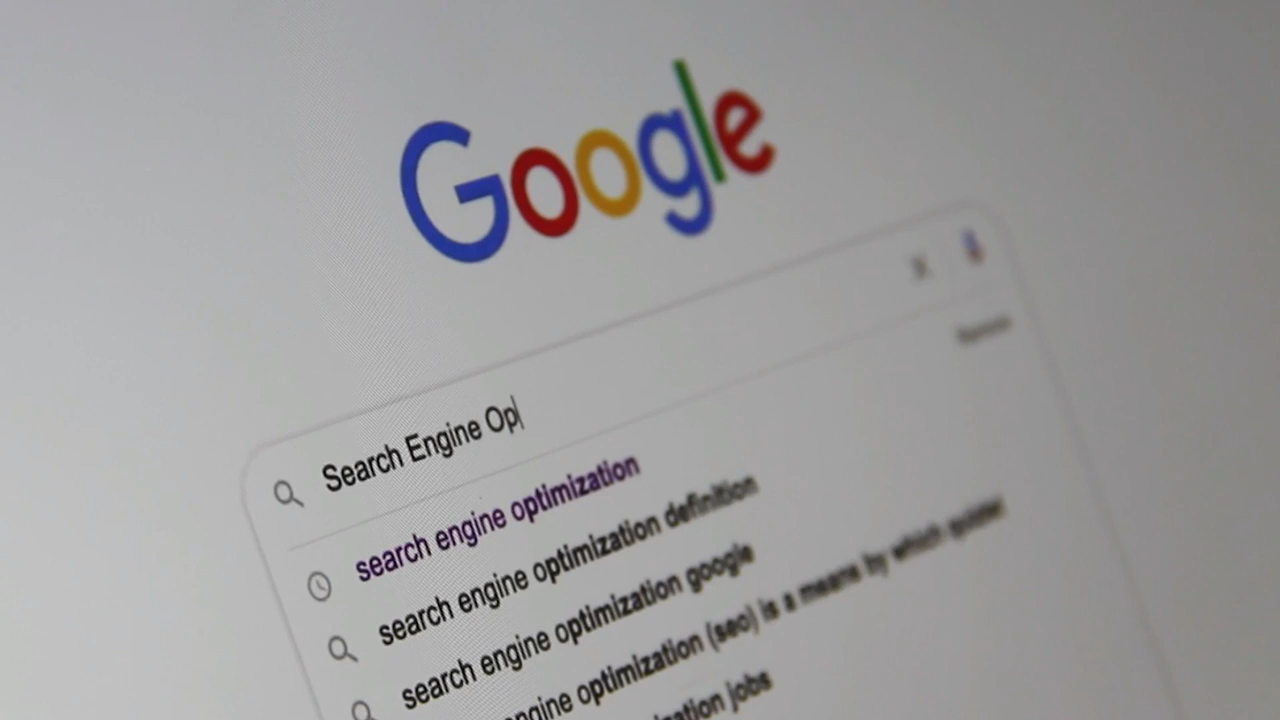 Google
Search Engine Op
search engine optimization
search engine optimization definition
search engine optimization google
engine optimization (seo) is a means by which
jobs